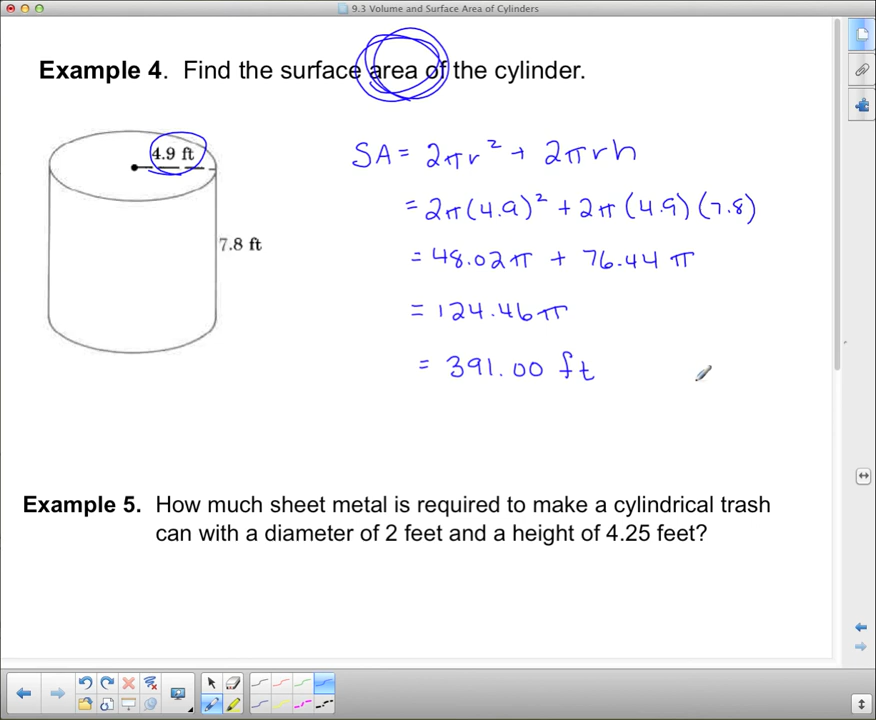 9.3 Volume and Surface Area of Cylinders
Example 4. Find the surface area of the cylinder.
4.9 ft
7.8 ft
SA = 2πr² + 2πrh
= 2π(4.9)² + 2π(4.9)(7.8)
= 48.02π + 76.44π
= 124.46π
= 391.00 ft
Example 5. How much sheet metal is required to make a cylindrical trash
can with a diameter of 2 feet and a height of 4.25 feet?